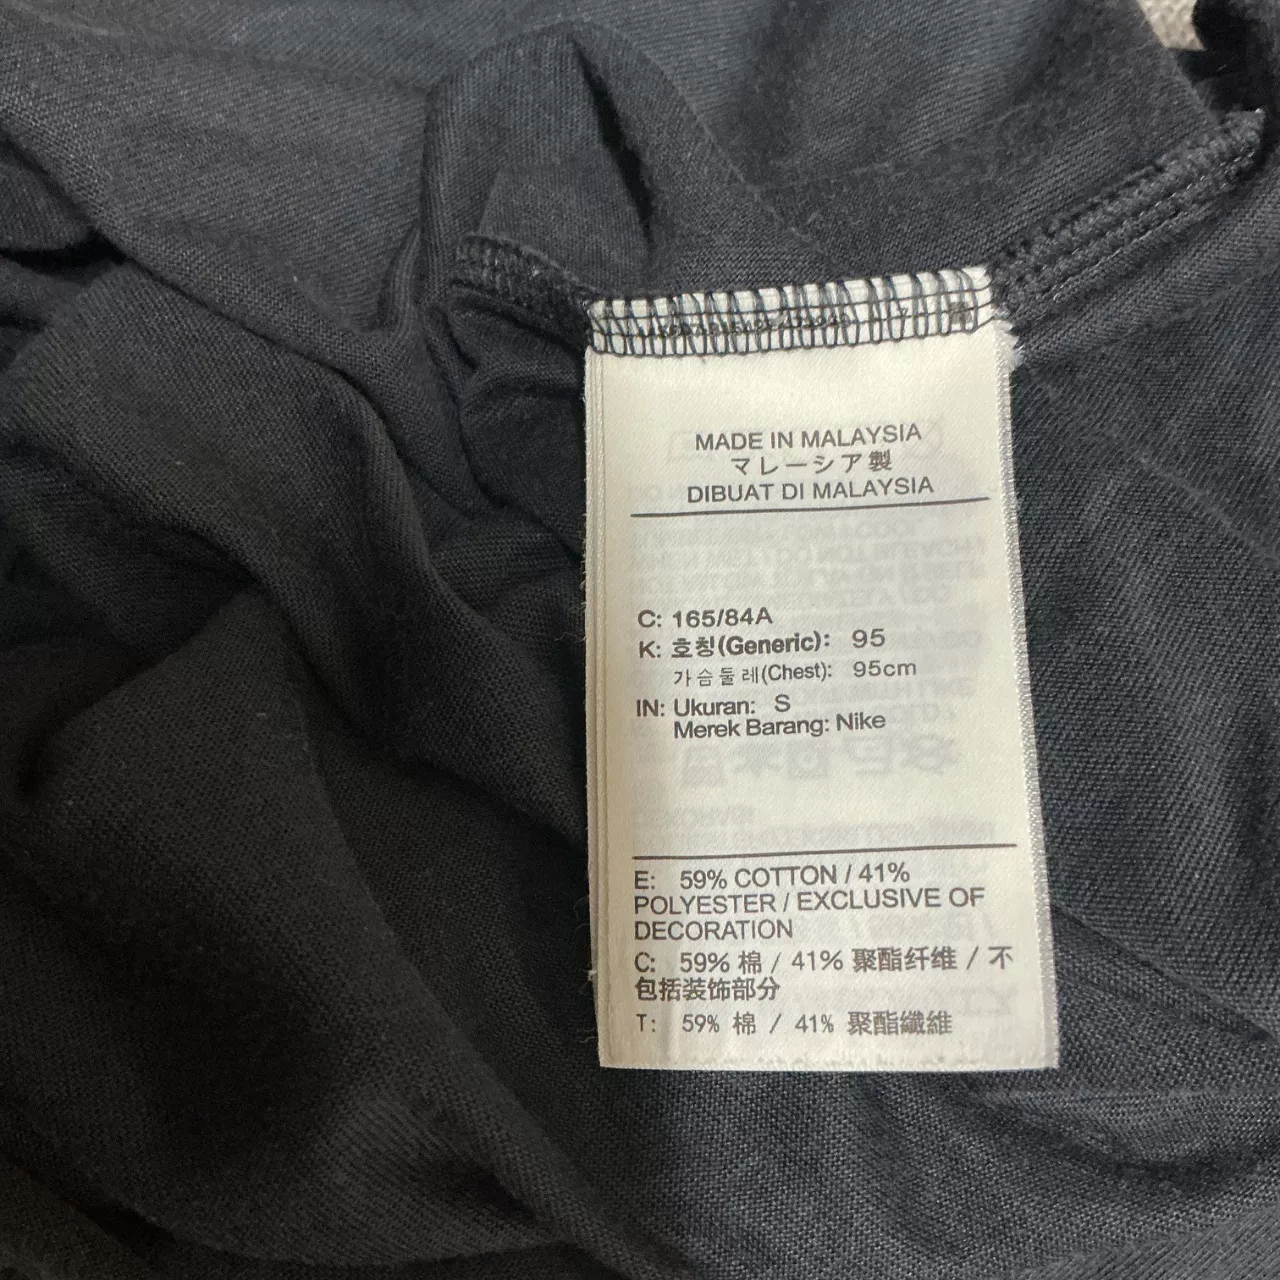 MADE IN MALAYSIA
マレーシア製
DIBUAT DI MALAYSIA
C: 165/84A
K: 호칭(Generic): 95
가슴둘레(Chest): 95cm
IN: Ukuran: S
Merek Barang: Nike
E: 59% COTTON / 41%
POLYESTER / EXCLUSIVE OF
DECORATION
C: 59% 棉 / 41% 聚酯纤维 / 不
包括装饰部分
T: 59% 棉 / 41% 聚酯纖維